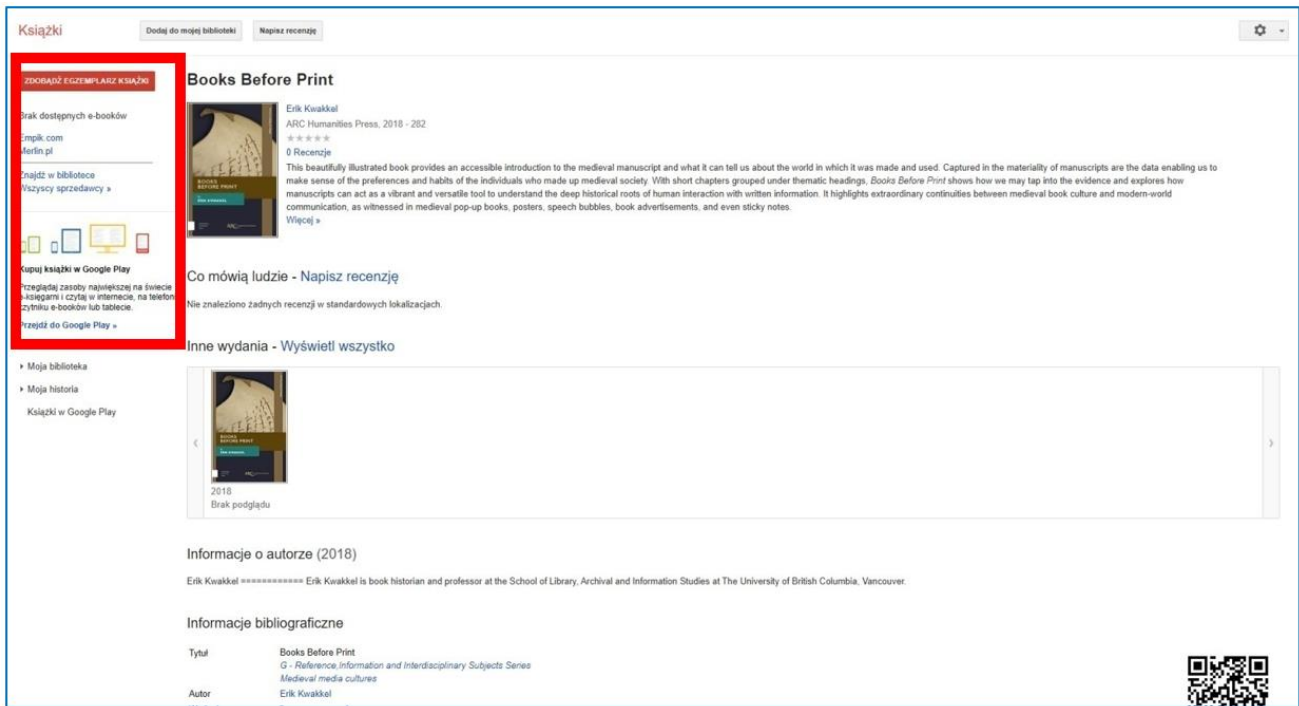 Książki
Dodaj do mojej biblioteki
Napisz recenzję
ZDOBĄDŹ EGZEMPLARZ KSIĄŻKI
Brak dostępnych e-booków
Empik.com
Merlin.pl
Znajdź w bibliotece
Wszyscy sprzedawcy »
Kupuj książki w Google Play
Przeglądaj zasoby największej na świecie
e-księgarni i czytaj w internecie, na telefon
czytniku e-booków lub tablecie.
Przejdź do Google Play »
Moja biblioteka
Moja historia
Książki w Google Play
Books Before Print
BOOKS
BEFORE PRINT
ERIK KWAKKEL
Erik Kwakkel
ARC Humanities Press, 2018 - 282
0 Recenzje
This beautifully illustrated book provides an accessible introduction to the medieval manuscript and what it can tell us about the world in which it was made and used. Captured in the materiality of manuscripts are the data enabling us to
make sense of the preferences and habits of the individuals who made up medieval society. With short chapters grouped under thematic headings, Books Before Print shows how we may tap into the evidence and explores how
manuscripts can act as a vibrant and versatile tool to understand the deep historical roots of human interaction with written information. It highlights extraordinary continuities between medieval book culture and modern-world
communication, as witnessed in medieval pop-up books, posters, speech bubbles, book advertisements, and even sticky notes.
Więcej »
Co mówią ludzie - Napisz recenzję
Nie znaleziono żadnych recenzji w standardowych lokalizacjach.
Inne wydania - Wyświetl wszystko
BOOKS
BEFORE PRINT
ERIK KWAKKEL
2018
Brak podglądu
Informacje o autorze (2018)
Erik Kwakkel ============ Erik Kwakkel is book historian and professor at the School of Library, Archival and Information Studies at The University of British Columbia, Vancouver.
Informacje bibliograficzne
Tytuł Books Before Print
G - Reference,Information and Interdisciplinary Subjects Series
Medieval media cultures
Autor Erik Kwakkel